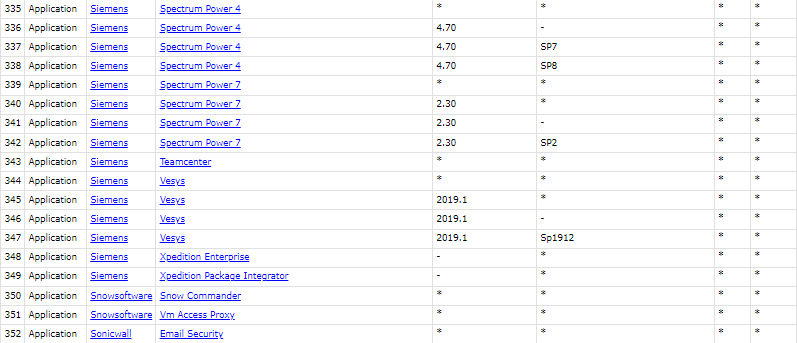 335 Application Siemens Spectrum Power 4 * * * *
336 Application Siemens Spectrum Power 4 4.70 - * *
337 Application Siemens Spectrum Power 4 4.70 SP7 * *
338 Application Siemens Spectrum Power 4 4.70 SP8 * *
339 Application Siemens Spectrum Power 7 * * * *
340 Application Siemens Spectrum Power 7 2.30 * * *
341 Application Siemens Spectrum Power 7 2.30 - * *
342 Application Siemens Spectrum Power 7 2.30 SP2 * *
343 Application Siemens Teamcenter * * * *
344 Application Siemens Vesys * * * *
345 Application Siemens Vesys 2019.1 * * *
346 Application Siemens Vesys 2019.1 - * *
347 Application Siemens Vesys 2019.1 Sp1912 * *
348 Application Siemens Xpedition Enterprise - * * *
349 Application Siemens Xpedition Package Integrator - * * *
350 Application Snowsoftware Snow Commander * * * *
351 Application Snowsoftware Vm Access Proxy * * * *
352 Application Sonicwall Email Security * * * *